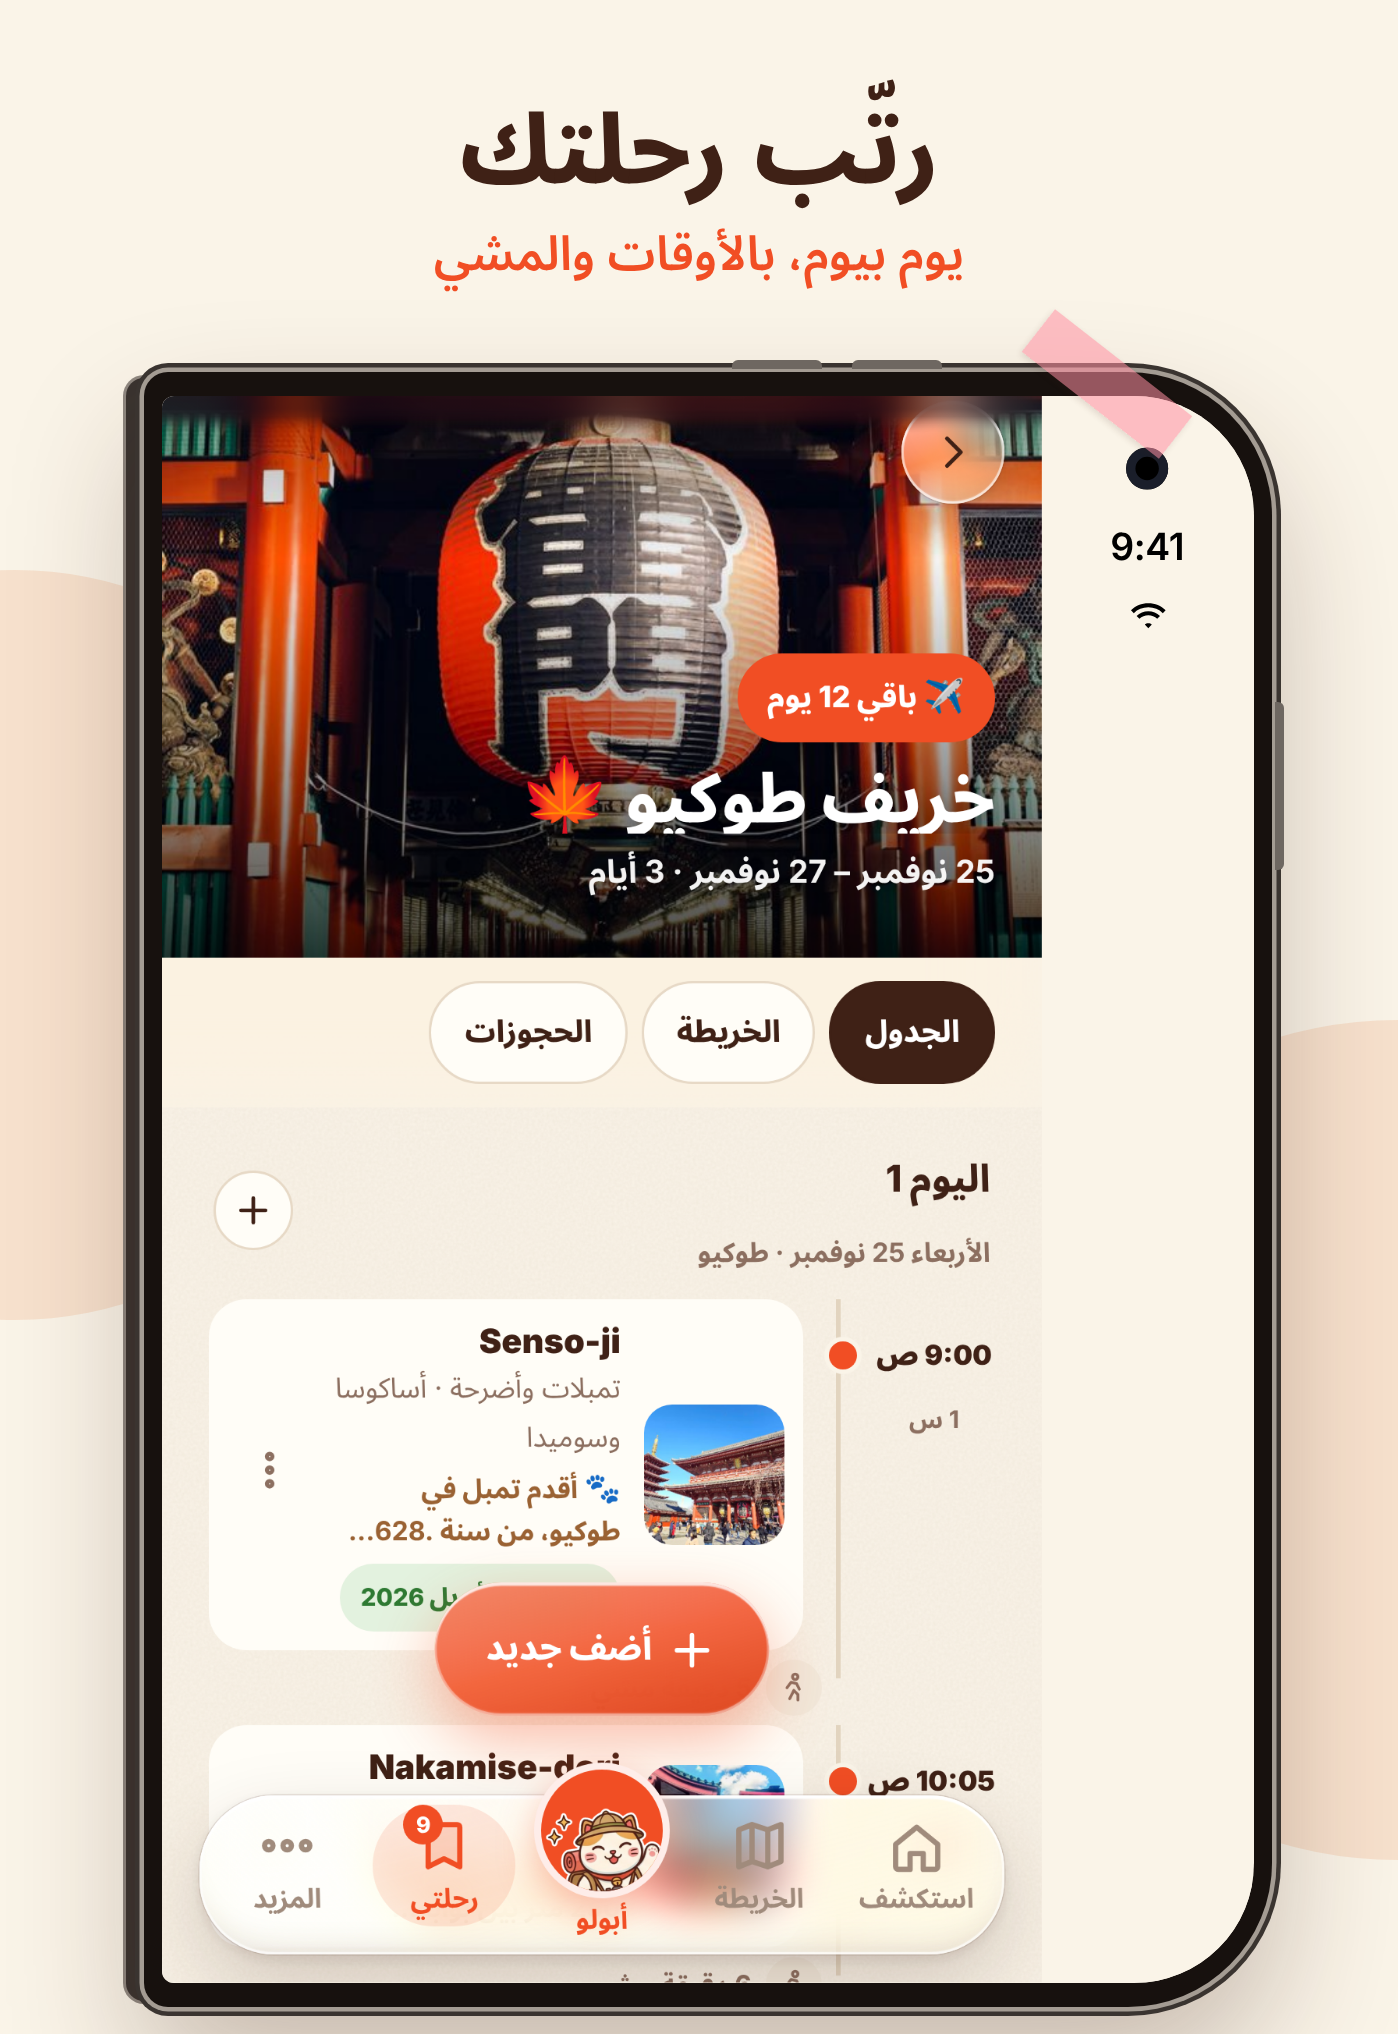 رتّب رحلتك
يوم بيوم، بالأوقات والمشي
9:41
باقي 12 يوم
خريف طوكيو
25 نوفمبر – 27 نوفمبر · 3 أيام
الجدول
الخريطة
الحجوزات
اليوم 1
الأربعاء 25 نوفمبر · طوكيو
9:00 ص
1 س
Senso-ji
تمبلات وأضرحة · أساكوسا
وسوميدا
أقدم تمبل في
طوكيو، من سنة 628....
2026
أضف جديد
10:05 ص
Nakamise-dori
استكشف
الخريطة
أبولو
9
رحلتي
المزيد